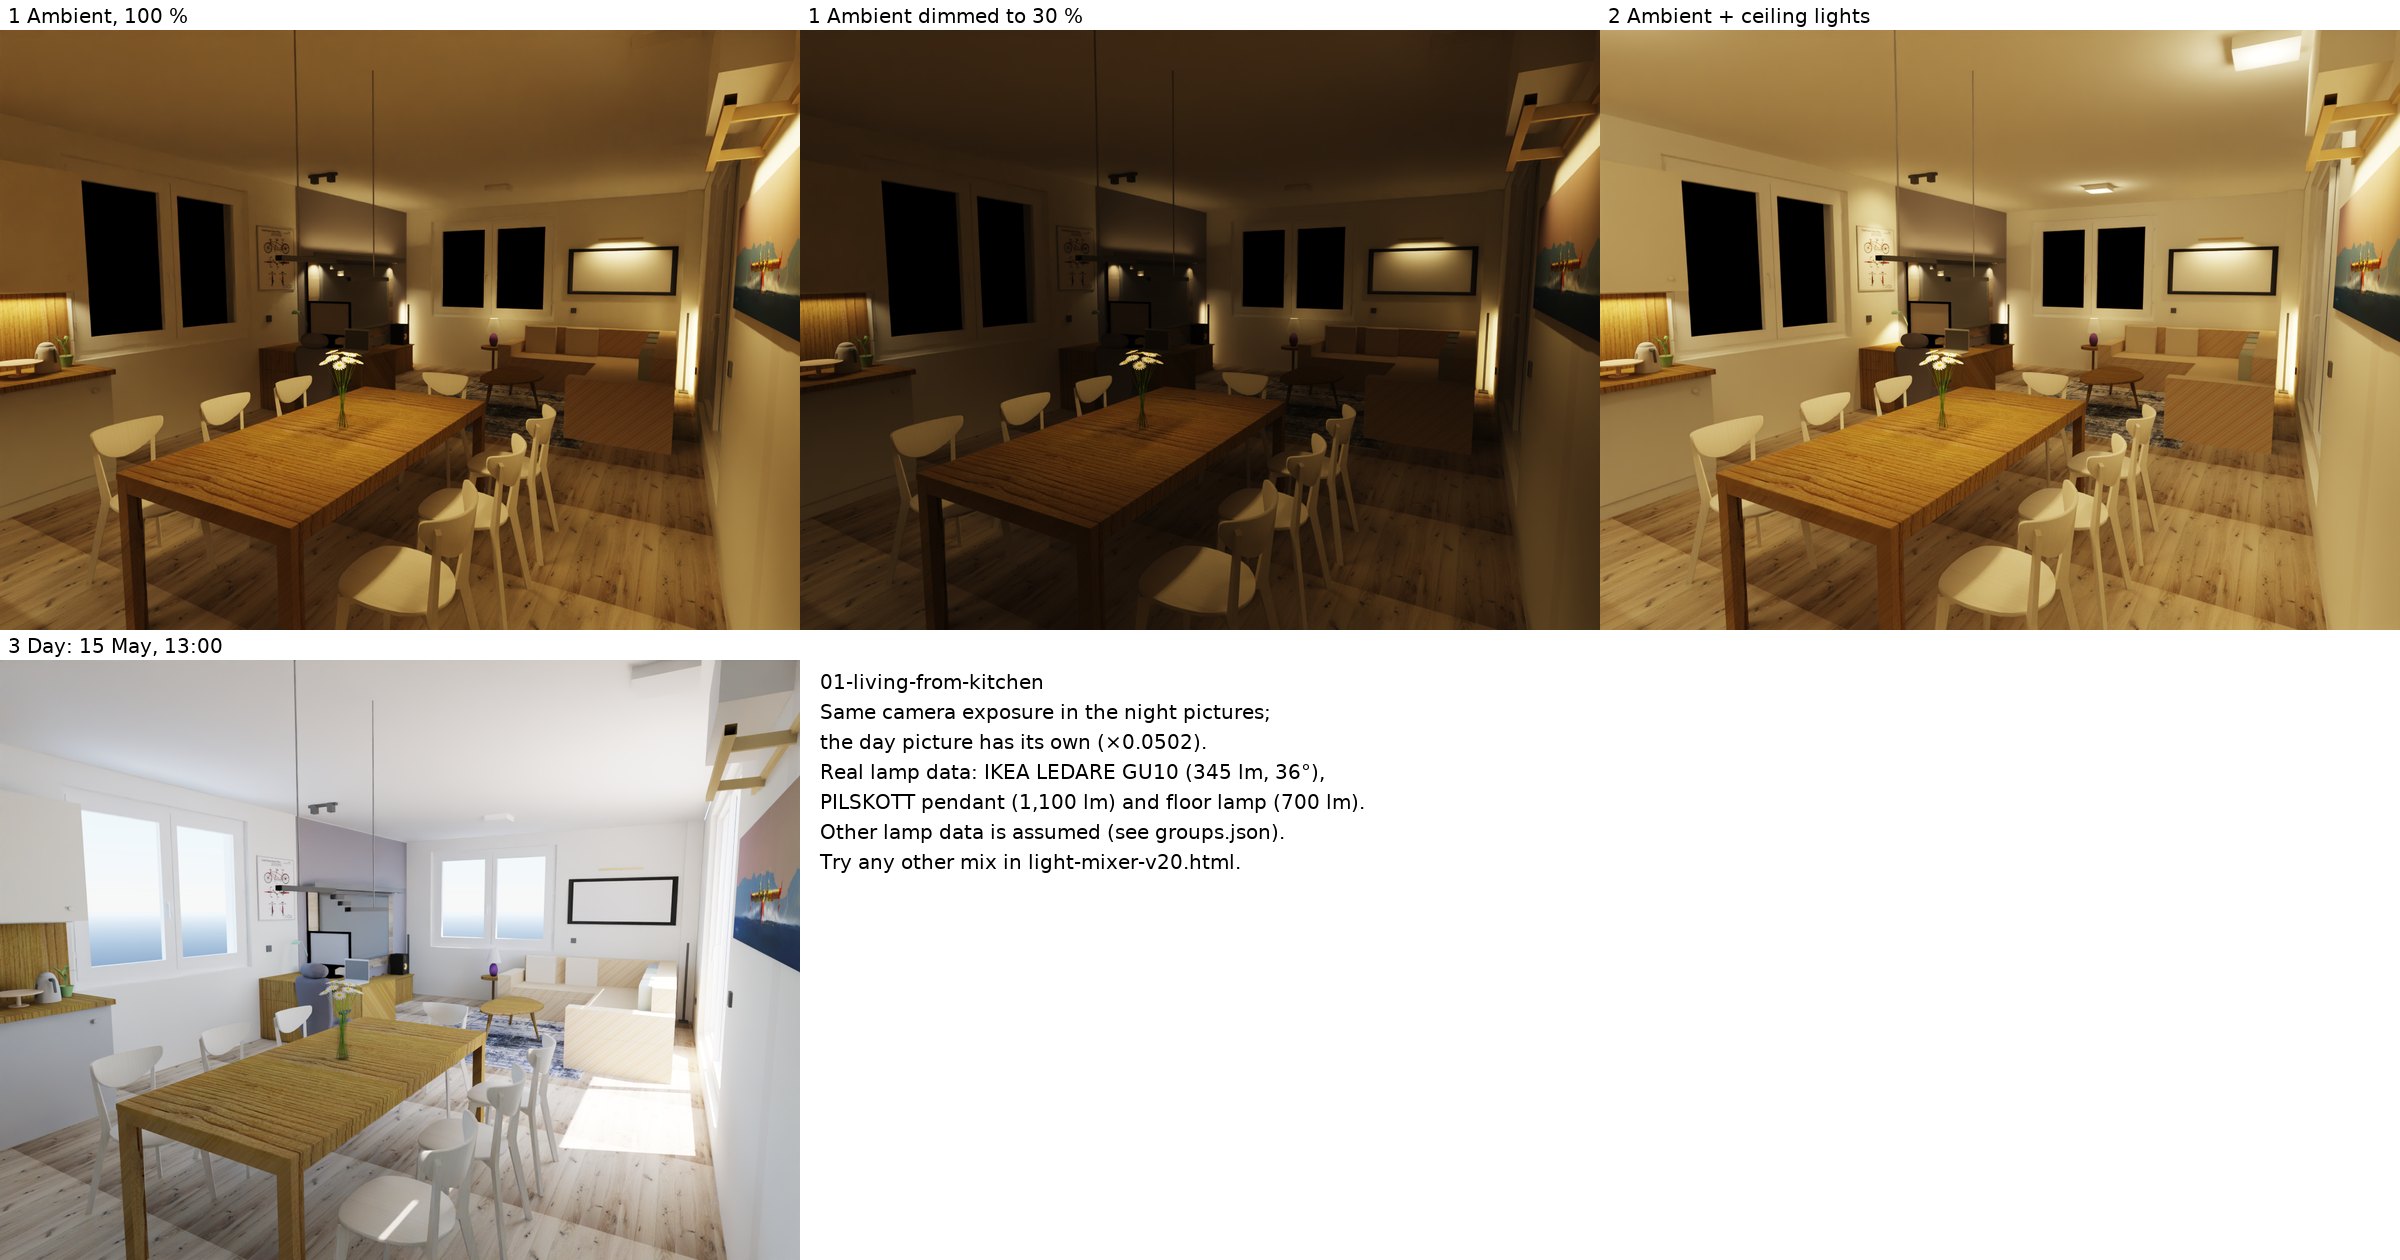 1 Ambient, 100 %
1 Ambient dimmed to 30 %
2 Ambient + ceiling lights
3 Day: 15 May, 13:00
01-living-from-kitchen
Same camera exposure in the night pictures;
the day picture has its own (×0.0502).
Real lamp data: IKEA LEDARE GU10 (345 lm, 36°),
PILSKOTT pendant (1,100 lm) and floor lamp (700 lm).
Other lamp data is assumed (see groups.json).
Try any other mix in light-mixer-v20.html.